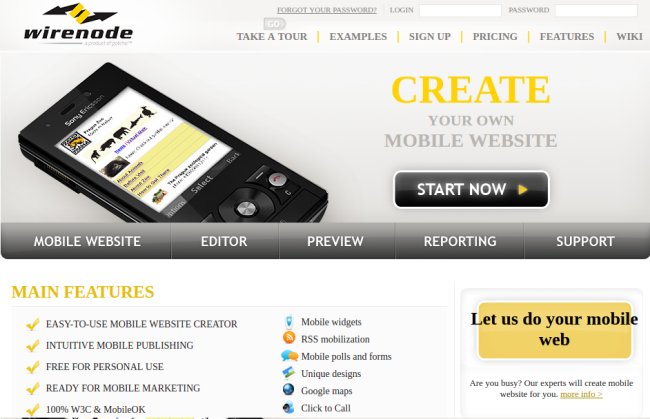 FORGOT YOUR PASSWORD? LOGIN PASSWORD
GO
wirenode
TAKE A TOUR EXAMPLES SIGN UP PRICING FEATURES WIKI
Sony Ericsson
Select
Back
CREATE
YOUR OWN
MOBILE WEBSITE
START NOW
MOBILE WEBSITE EDITOR PREVIEW REPORTING SUPPORT
MAIN FEATURES
EASY-TO-USE MOBILE WEBSITE CREATOR
INTUITIVE MOBILE PUBLISHING
FREE FOR PERSONAL USE
READY FOR MOBILE MARKETING
100% W3C & MobileOK
Mobile widgets
RSS mobilization
Mobile polls and forms
Unique designs
Google maps
Click to Call
Let us do your mobile
web
Are you busy? Our experts will create mobile
website for you. more info >